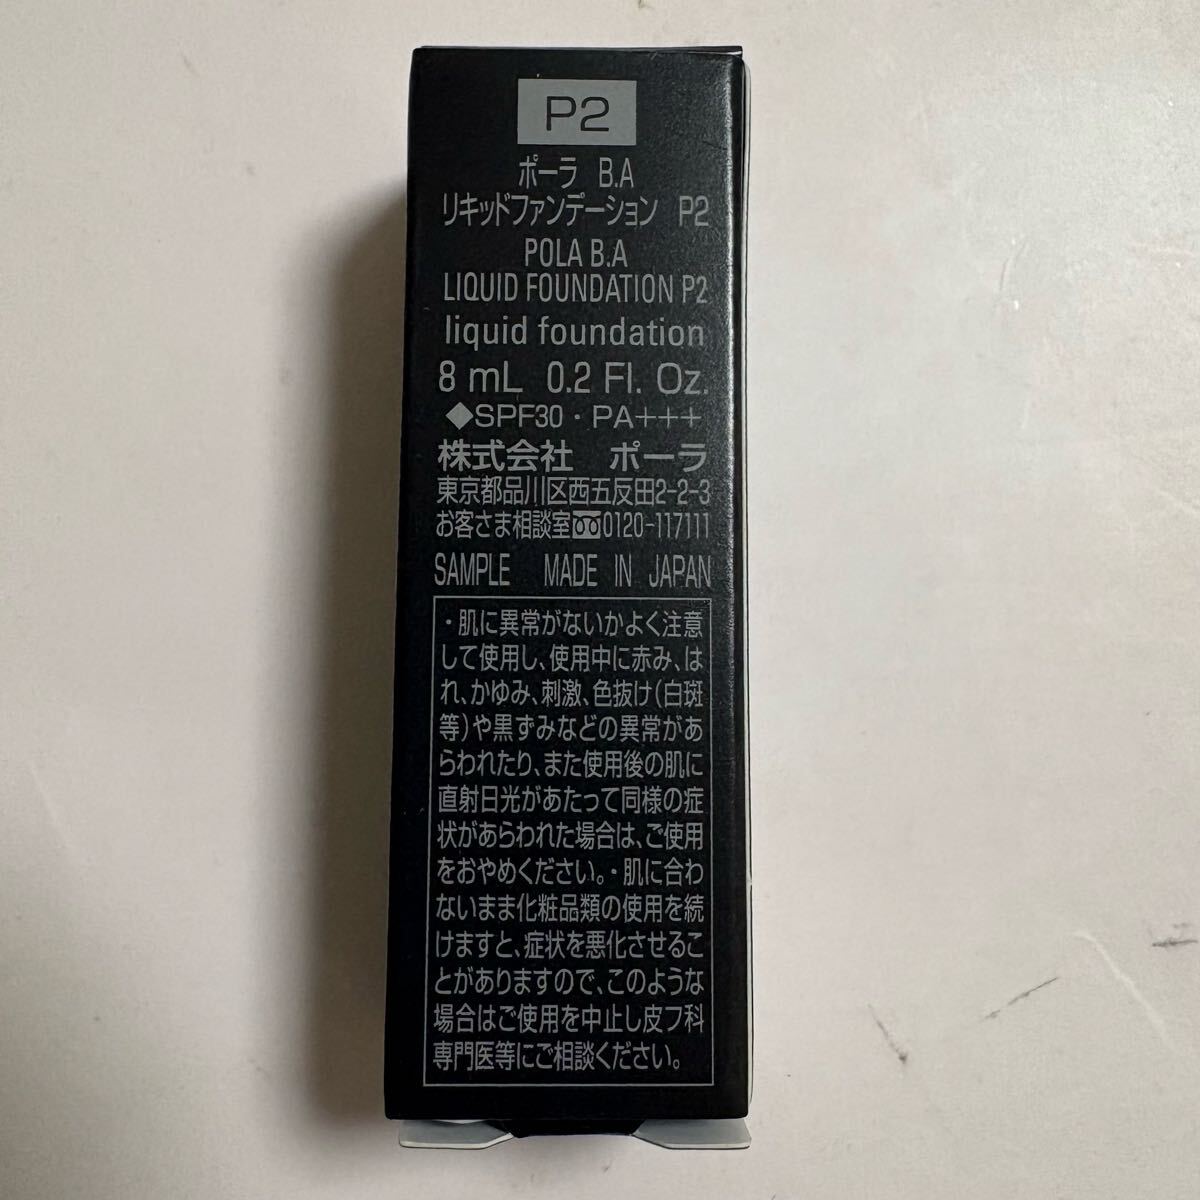 P2
ポーラ B.A
リキッドファンデーション P2
POLA B.A
LIQUID FOUNDATION P2
liquid foundation
8 mL 0.2 Fl. Oz.
◆SPF30・PA+++
株式会社 ポーラ
東京都品川区西五反田2-2-3
お客さま相談室 0120-117111
SAMPLE MADE IN JAPAN
・肌に異常がないかよく注意
して使用し、使用中に赤み、は
れ、かゆみ、刺激、色抜け(白斑
等)や黒ずみなどの異常があ
らわれたり、また使用後の肌に
直射日光があたって同様の症
状があらわれた場合は、ご使用
をおやめください。・肌に合わ
ないまま化粧品類の使用を続
けますと、症状を悪化させるこ
とがありますので、このような
場合はご使用を中止し皮フ科
専門医等にご相談ください。